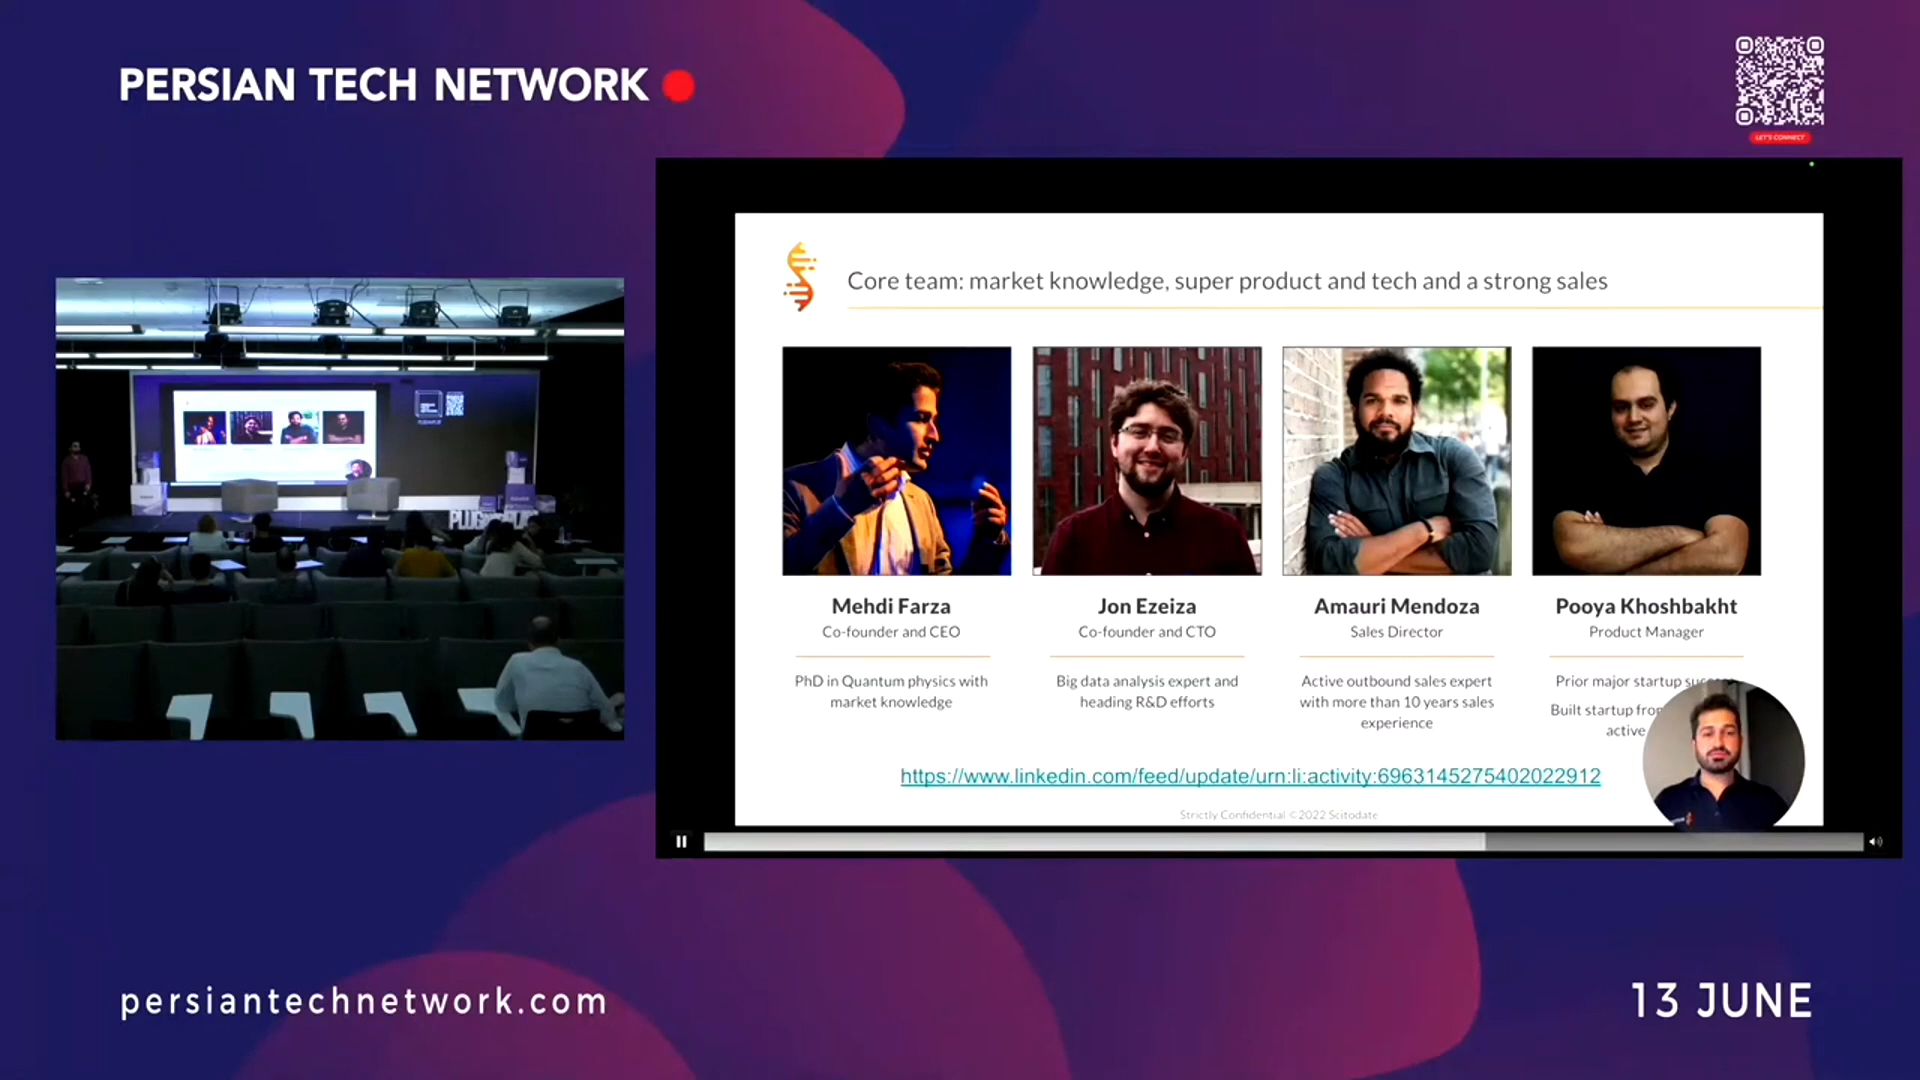 PERSIAN TECH NETWORK
LET'S CONNECT
Core team: market knowledge, super product and tech and a strong sales
Mehdi Farza
Co-founder and CEO
PhD in Quantum physics with
market knowledge
Jon Ezeiza
Co-founder and CTO
Big data analysis expert and
heading R&D efforts
Amauri Mendoza
Sales Director
Active outbound sales expert
with more than 10 years sales
experience
Pooya Khoshbakht
Product Manager
Prior major startup
Built startup
active
https://www.linkedin.com/feed/update/urn:li:activity:6963145275402022912
Strictly Confidential ©2022 Scitodate
persiantechnetwork.com
13 JUNE